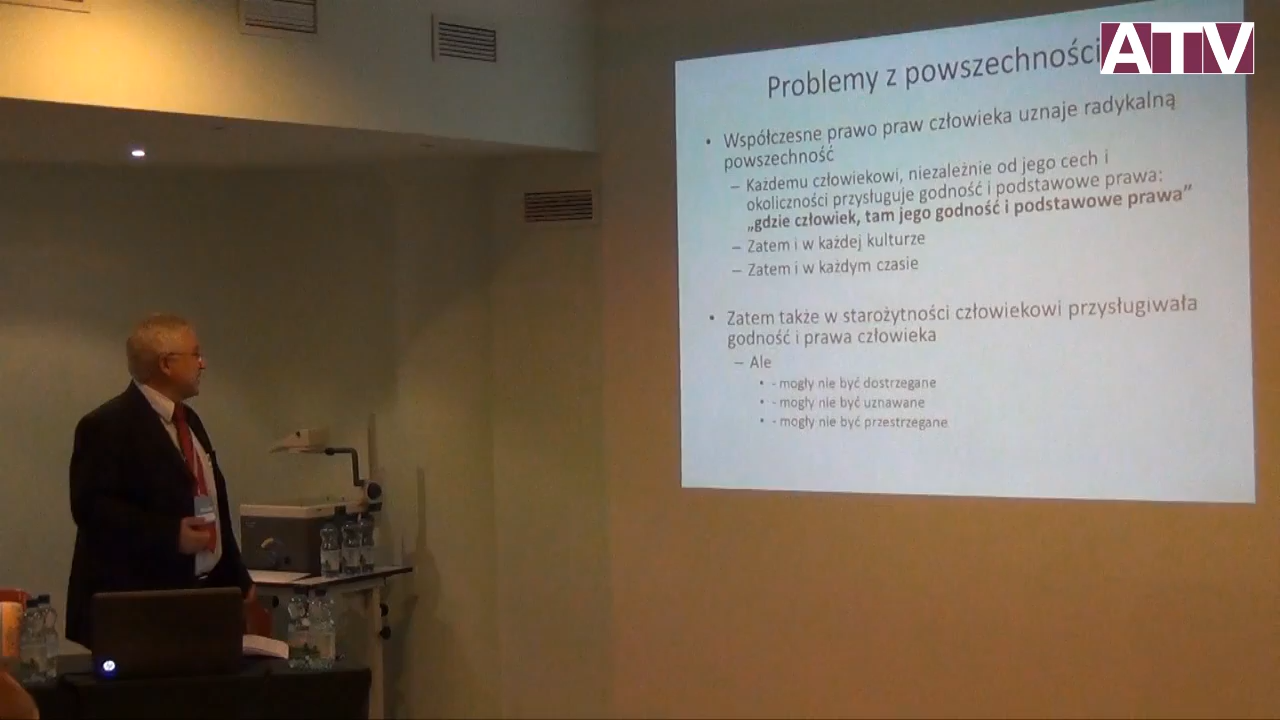 ATV
Problemy z powszechności
• Współczesne prawo praw człowieka uznaje radykalną
powszechność
– Każdemu człowiekowi, niezależnie od jego cech i
okoliczności przysługuje godność i podstawowe prawa:
„gdzie człowiek, tam jego godność i podstawowe prawa”
– Zatem i w każdej kulturze
– Zatem i w każdym czasie
• Zatem także w starożytności człowiekowi przysługiwała
godność i prawa człowieka
– Ale
• - mogły nie być dostrzegane
• - mogły nie być uznawane
• - mogły nie być przestrzegane
hp